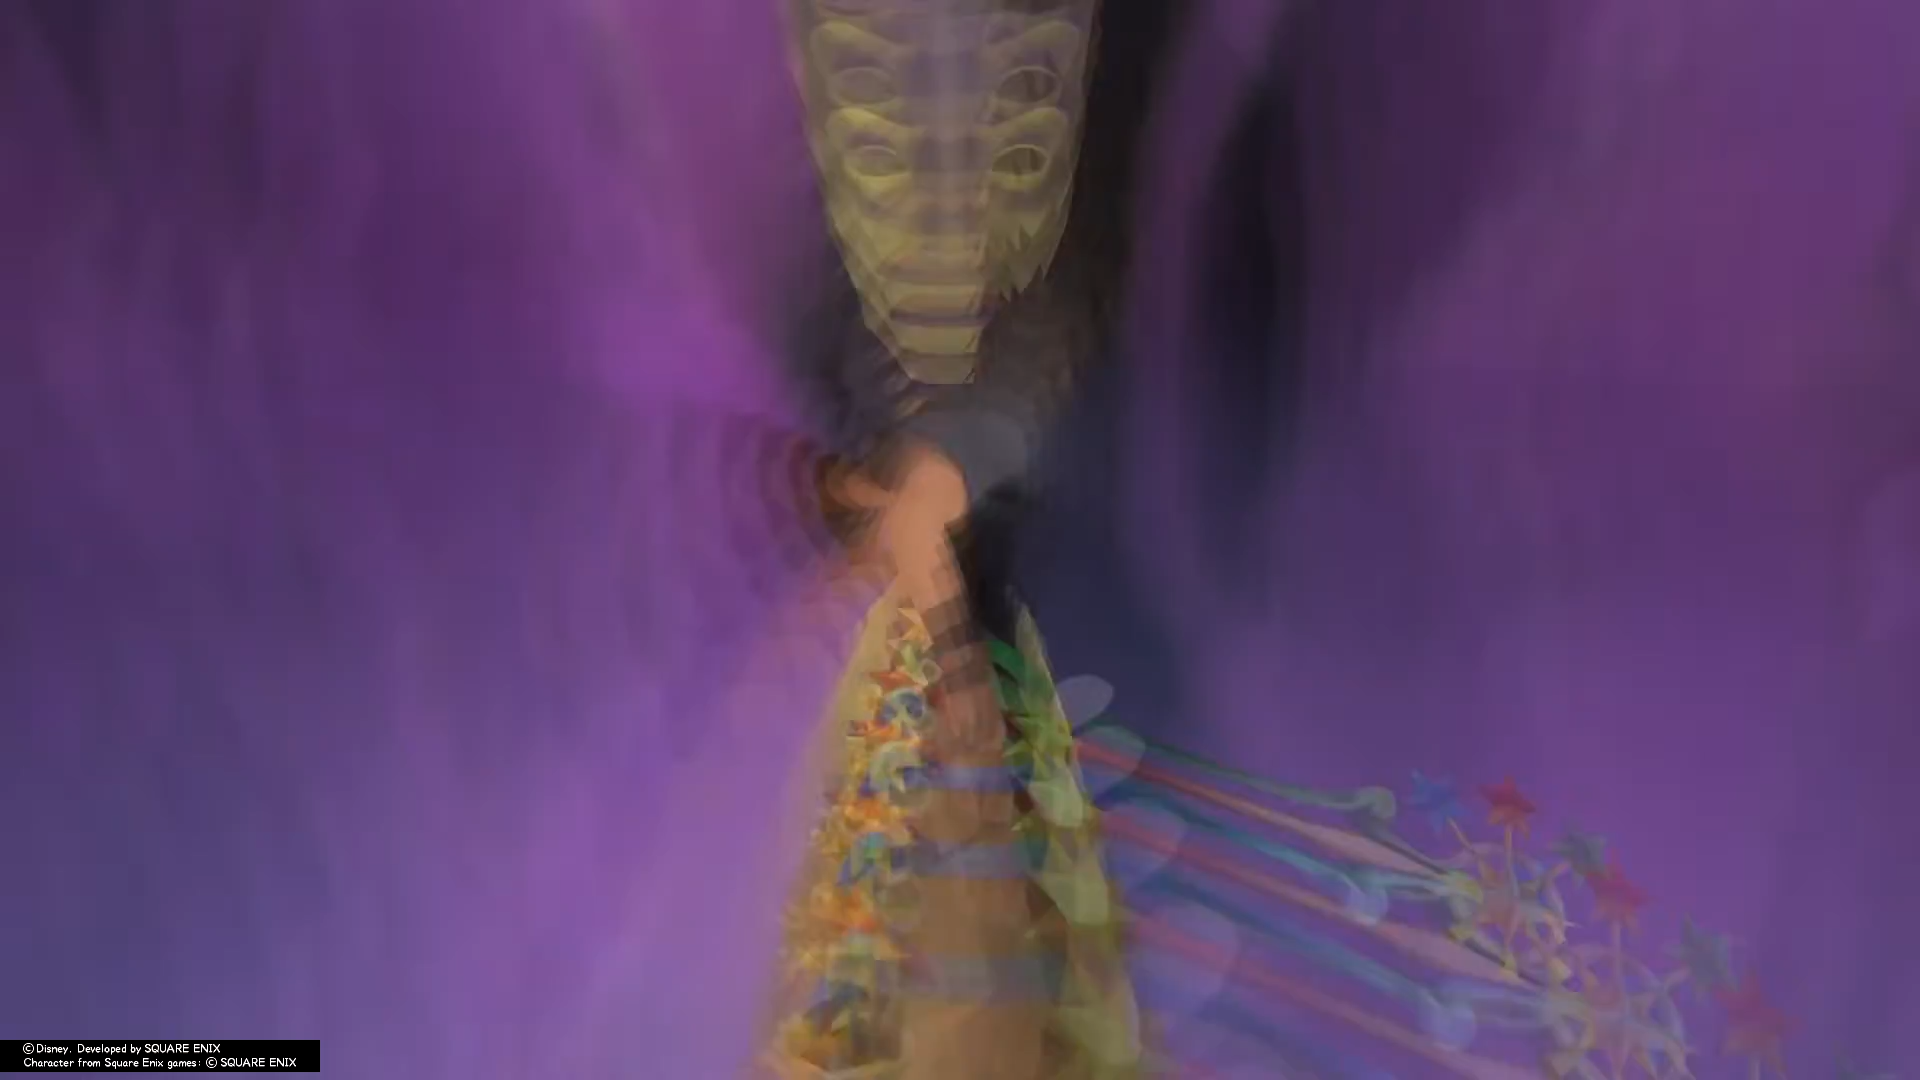 ©Disney. Developed by SQUARE ENIX
Character from Square Enix games: © SQUARE ENIX